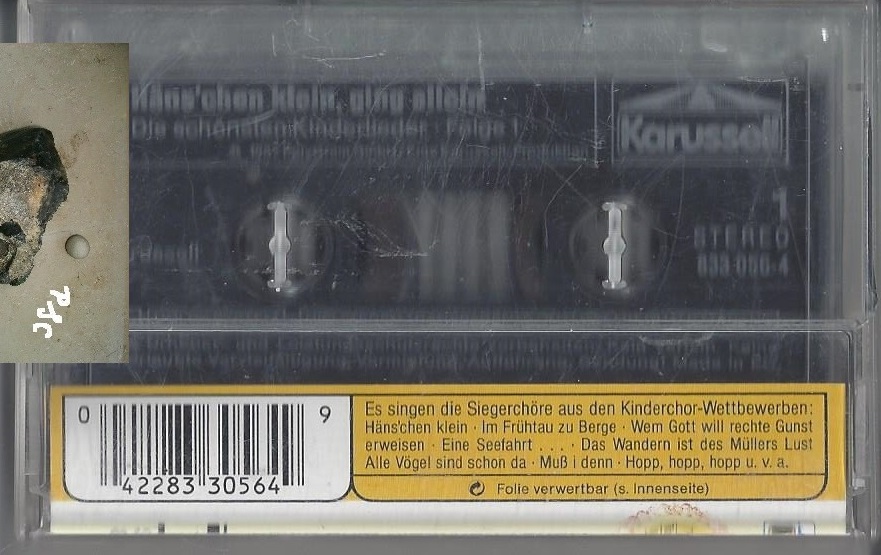 Häns'chen klein ging allein
Die schönsten Kinderlieder · Folge 1
Karussell
1
STEREO
RSC
Es singen die Siegerchöre aus den Kinderchor-Wettbewerben:
Häns'chen klein · Im Frühtau zu Berge · Wem Gott will rechte Gunst
erweisen · Eine Seefahrt . . . · Das Wandern ist des Müllers Lust
Alle Vögel sind schon da · Muß i denn · Hopp, hopp, hopp u. v. a.
Folie verwertbar (s. Innenseite)
0 42283 30564 9